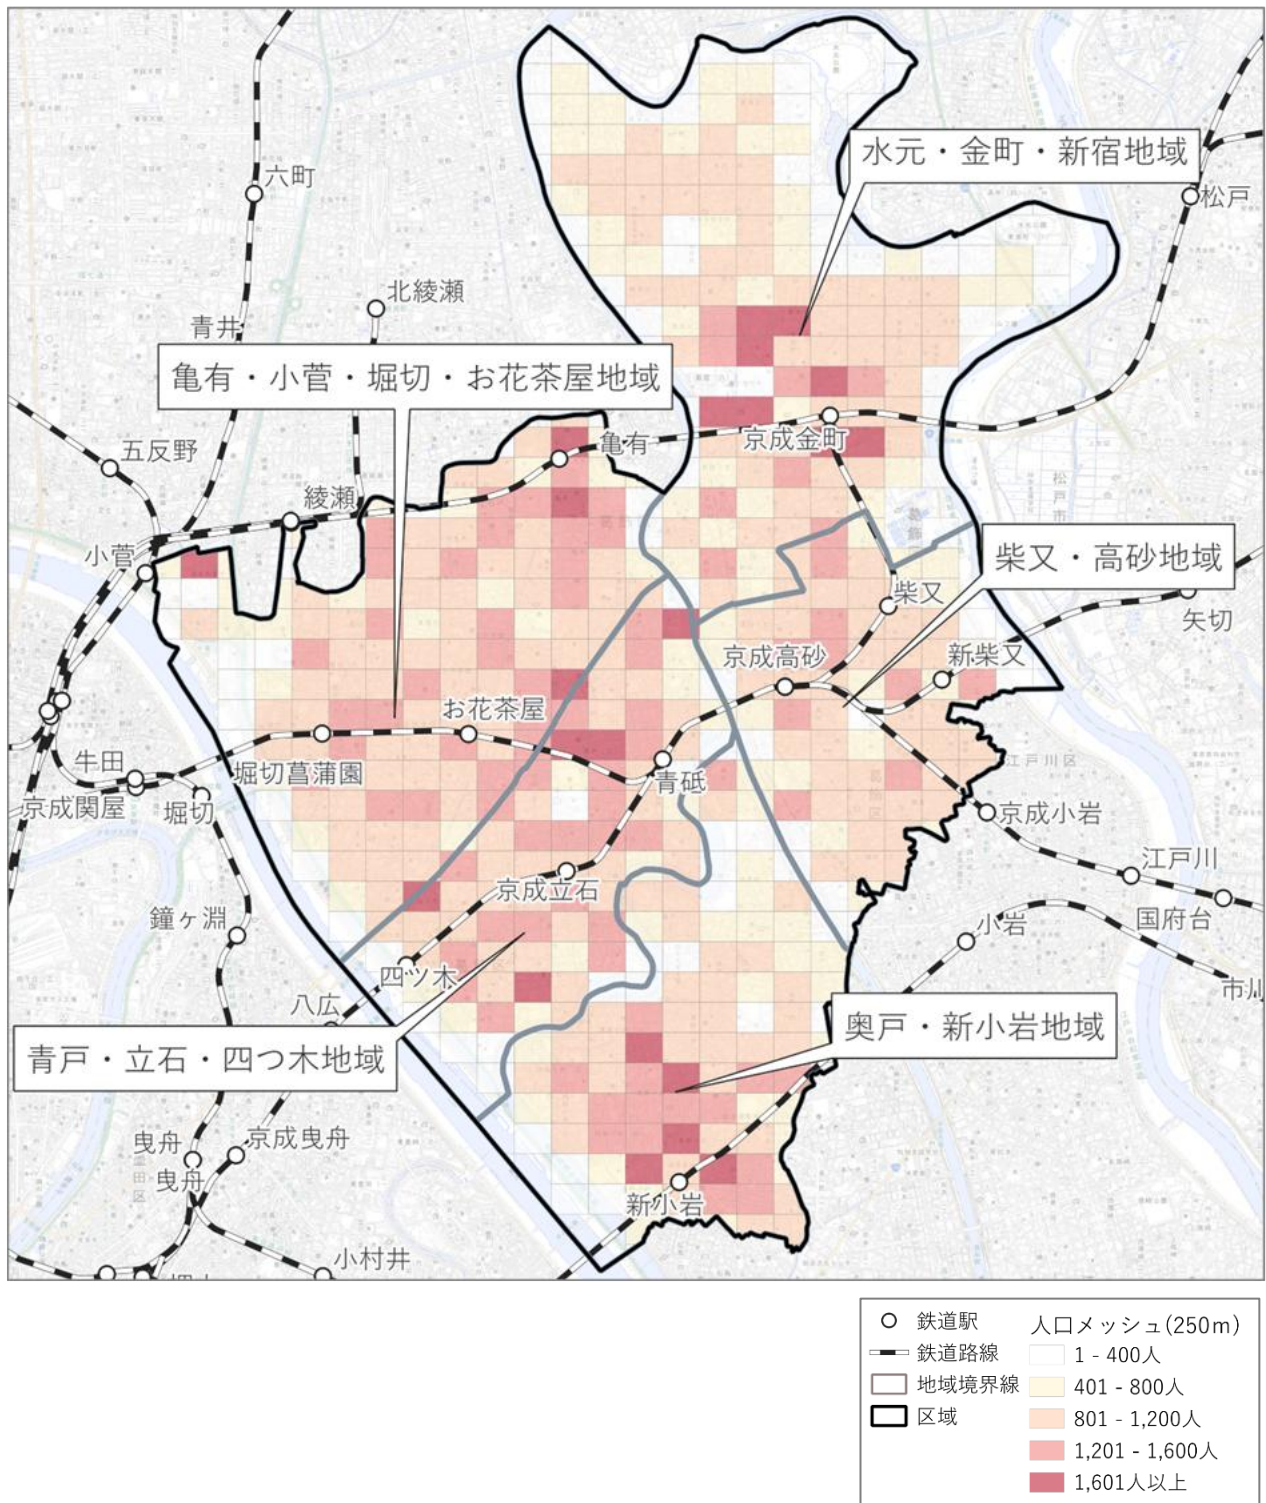 水元・金町・新宿地域
六町
松戸
北綾瀬
青井
亀有・小菅・堀切・お花茶屋地域
五反野
亀有
京成金町
綾瀬
松戸市
葛飾
小菅
柴又・高砂地域
柴又
矢切
京成高砂
新柴又
お花茶屋
牛田
堀切菖蒲園
青砥
江戸川区
京成関屋
堀切
京成小岩
江戸川
京成立石
鐘ヶ淵
小岩
国府台
四ツ木
市川
八広
奥戸・新小岩地域
青戸・立石・四つ木地域
曳舟
京成曳舟
曳舟
新小岩
小村井
鉄道駅
鉄道路線
地域境界線
区域
人口メッシュ(250m)
1 - 400人
401 - 800人
801 - 1,200人
1,201 - 1,600人
1,601人以上